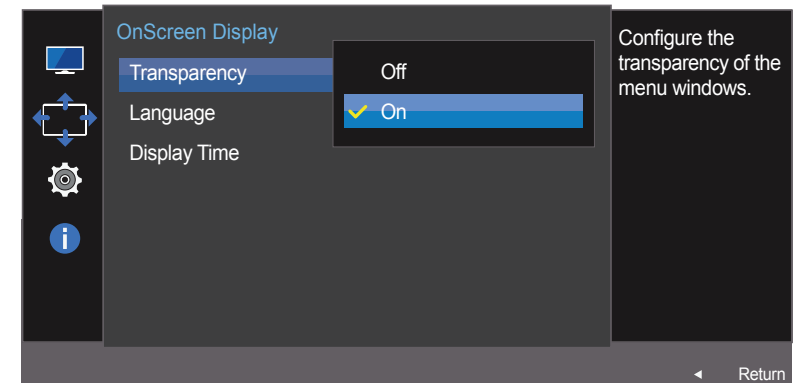 OnScreen Display
Transparency
Language
Display Time
Off
On
Configure the
transparency of the
menu windows.
i
Return